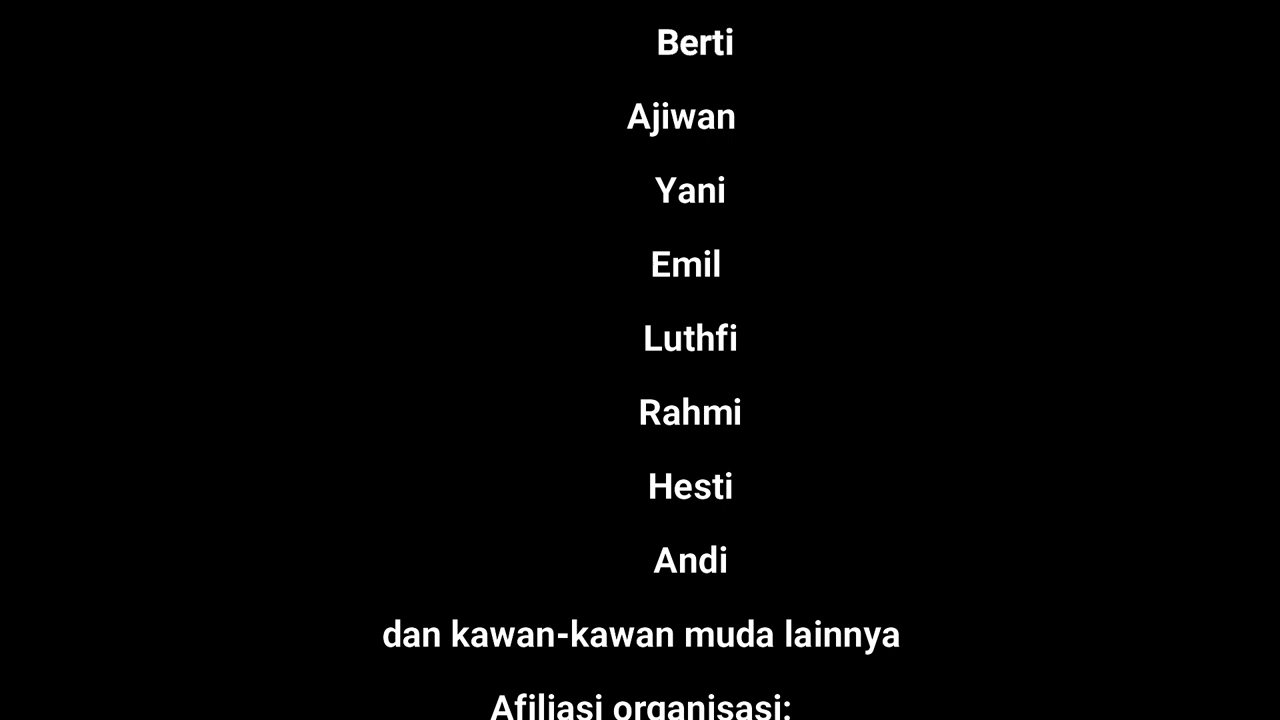 Berti
Ajiwan
Yani
Emil
Luthfi
Rahmi
Hesti
Andi
dan kawan-kawan muda lainnya
Afiliasi organisasi: